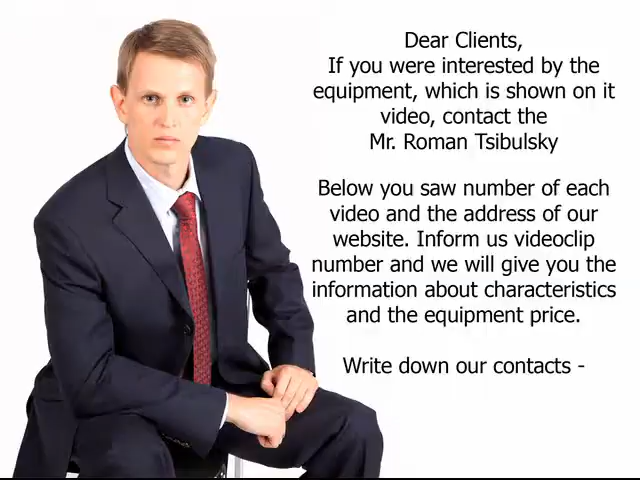 Dear Clients,
If you were interested by the
equipment, which is shown on it
video, contact the
Mr. Roman Tsibulsky
Below you saw number of each
video and the address of our
website. Inform us videoclip
number and we will give you the
information about characteristics
and the equipment price.
Write down our contacts -